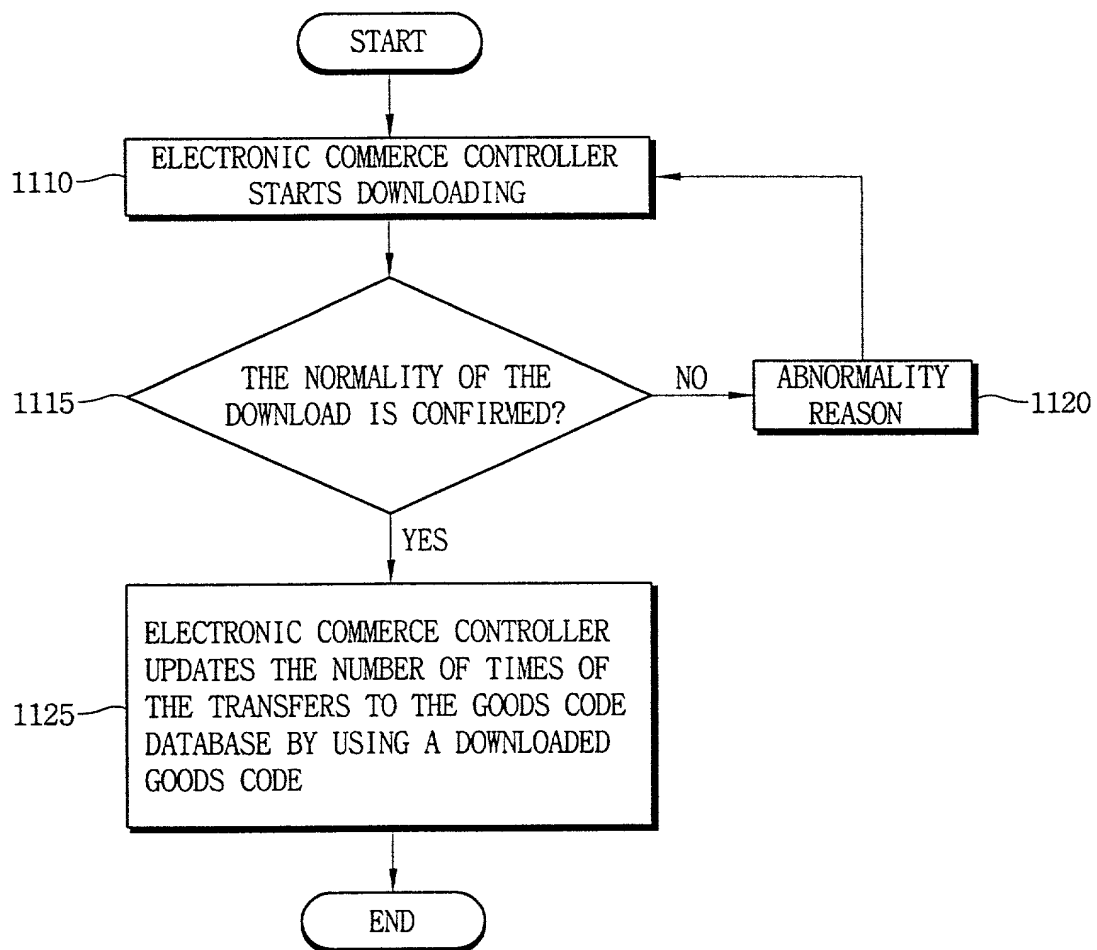 START
ELECTRONIC COMMERCE CONTROLLER
STARTS DOWNLOADING
1110
THE NORMALITY OF THE
DOWNLOAD IS CONFIRMED?
1115
NO
ABNORMALITY
REASON
1120
YES
ELECTRONIC COMMERCE CONTROLLER
UPDATES THE NUMBER OF TIMES OF
THE TRANSFERS TO THE GOODS CODE
DATABASE BY USING A DOWNLOADED
GOODS CODE
1125
END